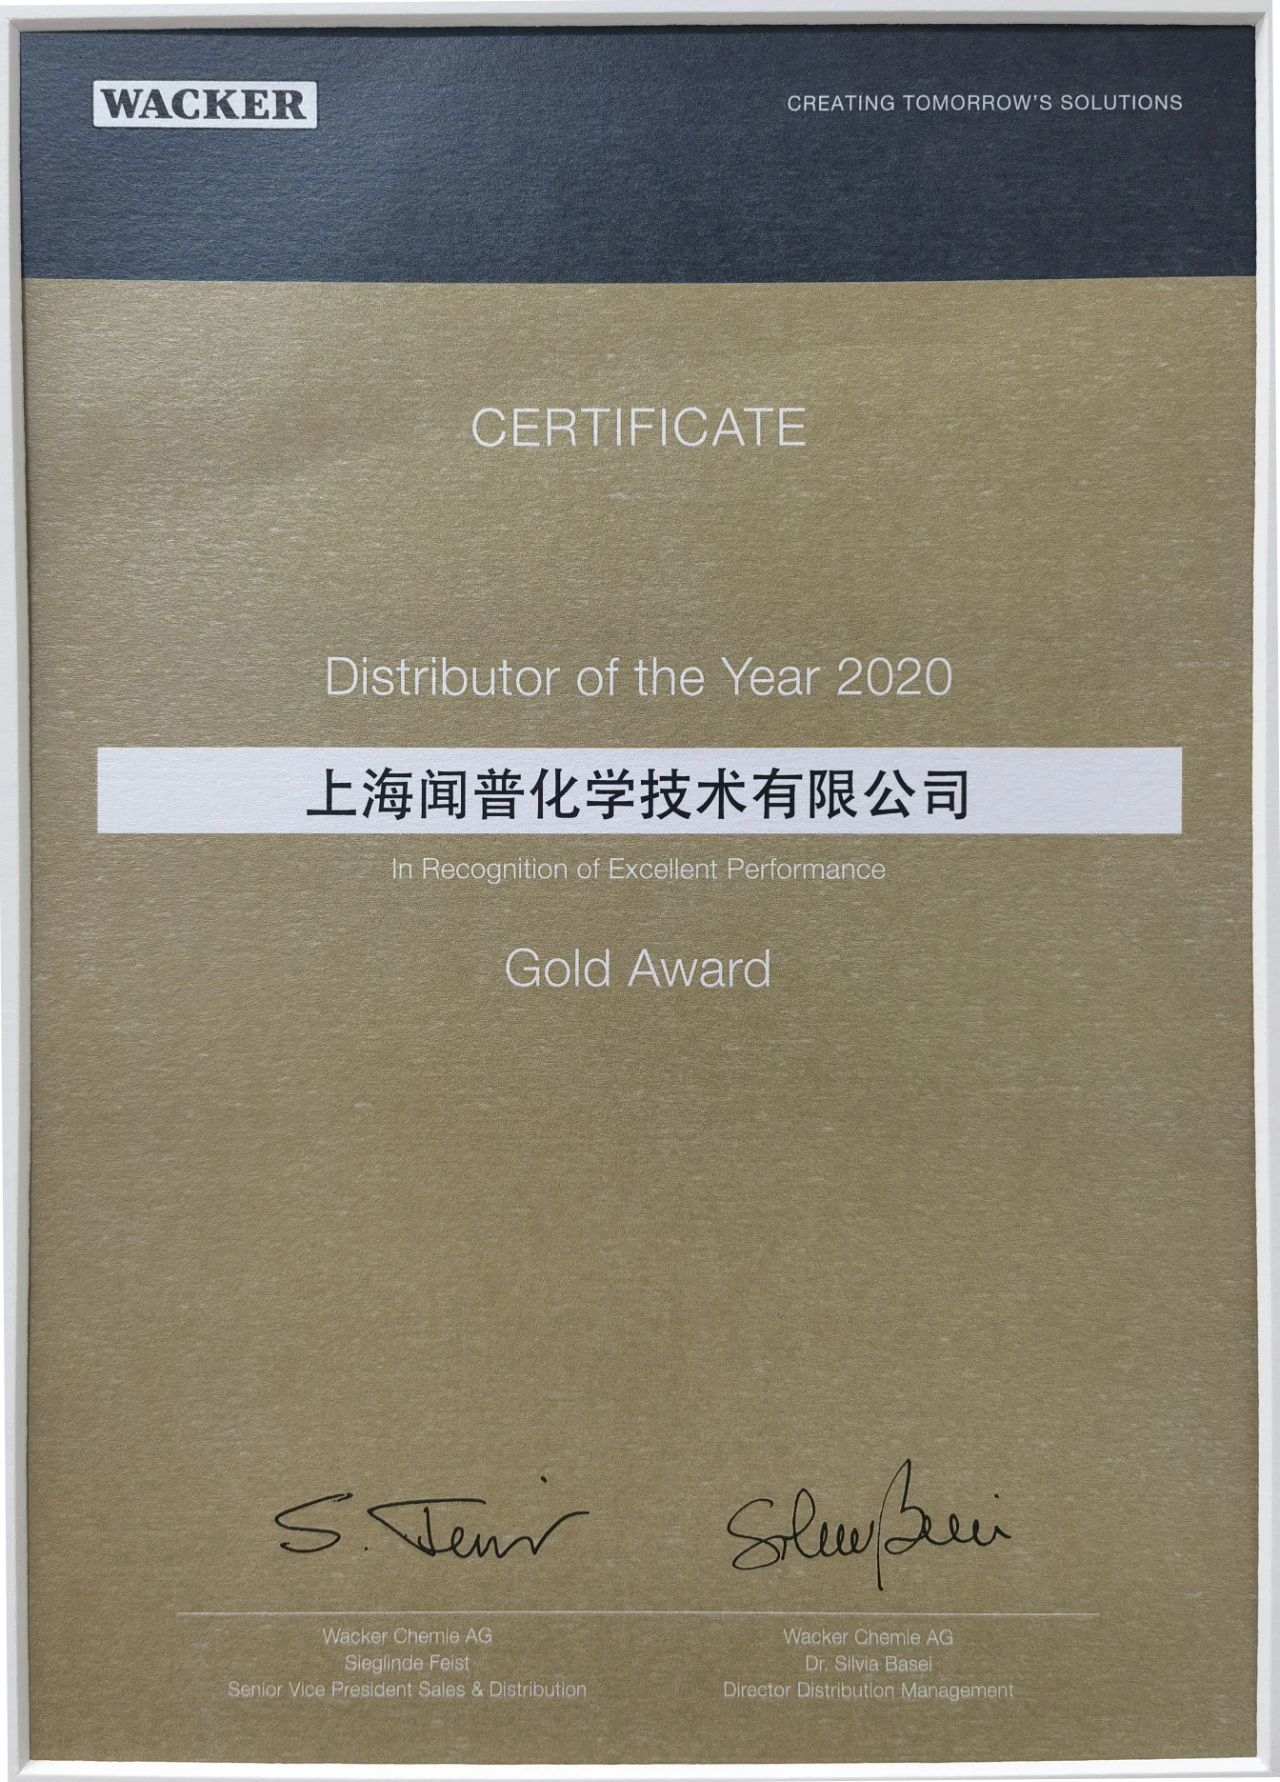 WACKER
CREATING TOMORROW'S SOLUTIONS
CERTIFICATE
Distributor of the Year 2020
上海闻普化学技术有限公司
In Recognition of Excellent Performance
Gold Award
Wacker Chemie AG
Sieglinde Feist
Senior Vice President Sales & Distribution
Wacker Chemie AG
Dr. Silvia Basei
Director Distribution Management